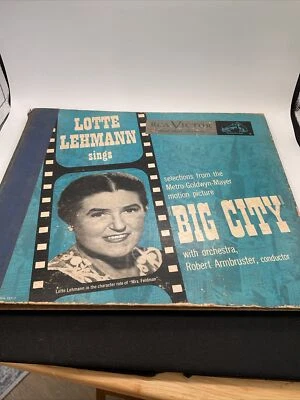 LOTTE
LEHMANN
sings
RCA VICTOR
selections from the
Metro-Goldwyn-Mayer
motion picture
BIG CITY
with orchestra,
Robert Armbruster, conductor
Lotte Lehmann in the character role of "Mrs. Feldman"